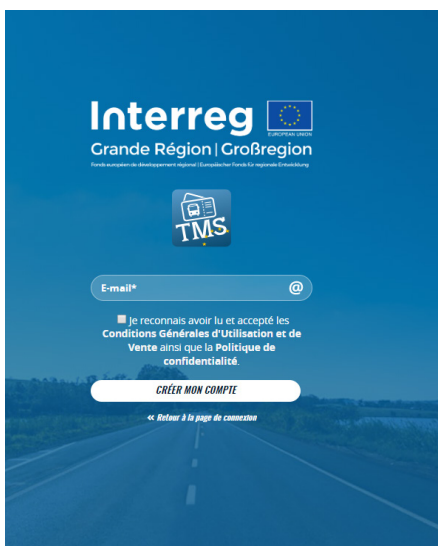 Interreg
EUROPEAN UNION
Grande Région | Großregion
Fonds européen de développement régional | Europäischer Fonds für regionale Entwicklung
TMS
E-mail* @
Je reconnais avoir lu et accepté les
Conditions Générales d'Utilisation et de
Vente ainsi que la Politique de
confidentialité.
CRÉER MON COMPTE
<< Retour à la page de connexion